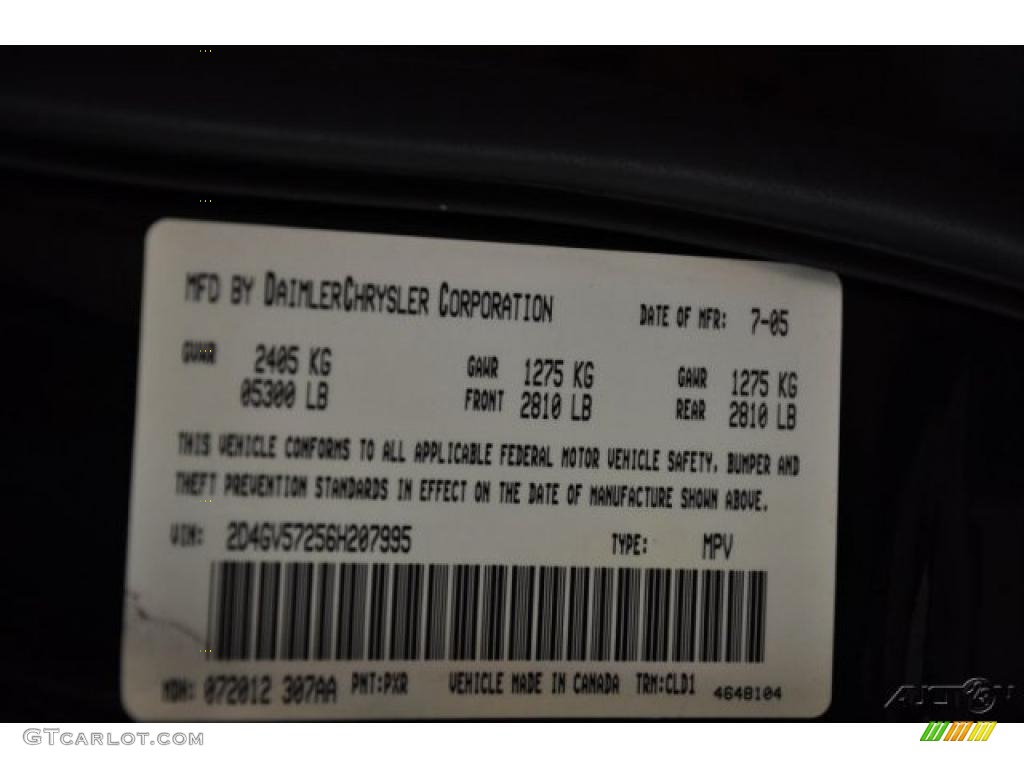 MFD BY DAIMLERCHRYSLER CORPORATION DATE OF MFR: 7-05
GVWR 2405 KG GAWR 1275 KG GAWR 1275 KG
05300 LB FRONT 2810 LB REAR 2810 LB
THIS VEHICLE CONFORMS TO ALL APPLICABLE FEDERAL MOTOR VEHICLE SAFETY, BUMPER AND
THEFT PREVENTION STANDARDS IN EFFECT ON THE DATE OF MANUFACTURE SHOWN ABOVE.
VIN: 2D4GV57256H207995 TYPE: MPV
MDH: 072012 307AA PNT:PXR VEHICLE MADE IN CANADA TRM:CLD1 4648104
GTcarlot.com